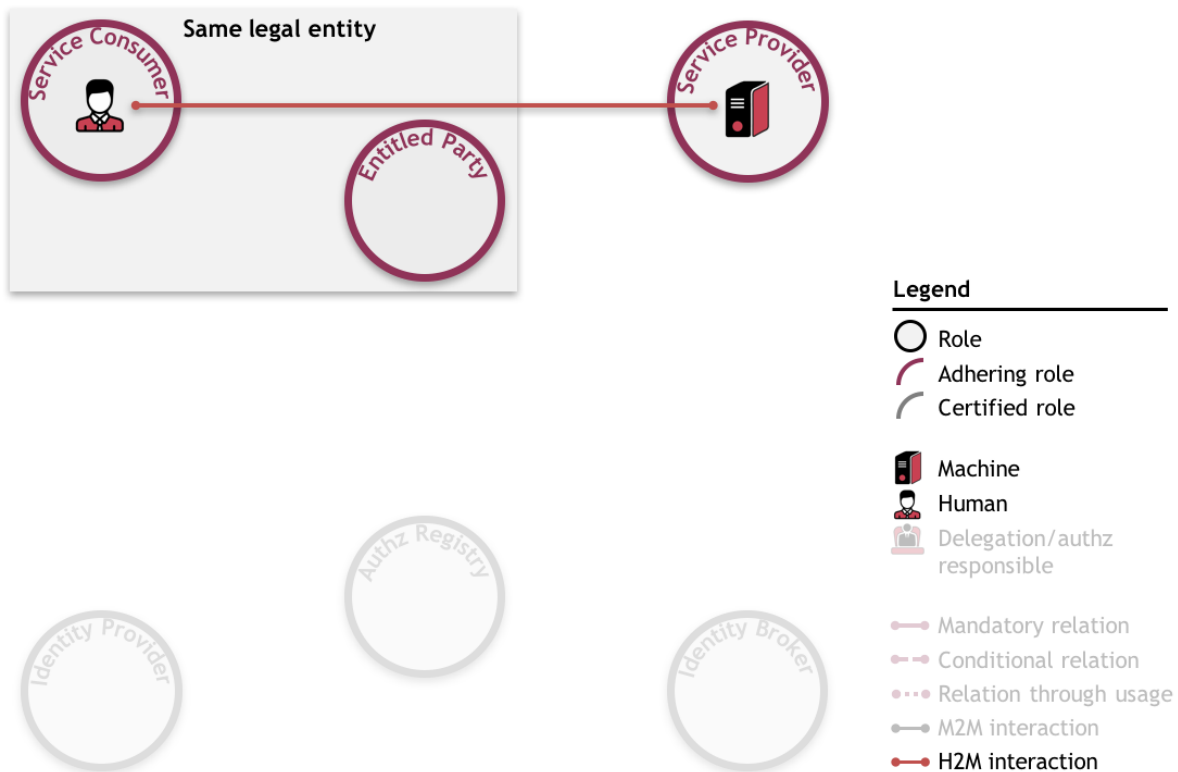 Same legal entity
Service Consumer
Service Provider
Entitled Party
Legend
Role
Adhering role
Certified role
Machine
Human
Delegation/authz
responsible
Authz Registry
Identity Provider
Identity Broker
Mandatory relation
Conditional relation
Relation through usage
M2M interaction
H2M interaction